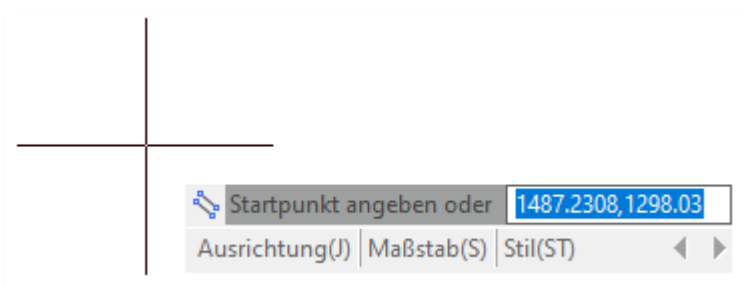 Startpunkt angeben oder 1487.2308,1298.03
Ausrichtung(J) Maßstab(S) Stil(ST)